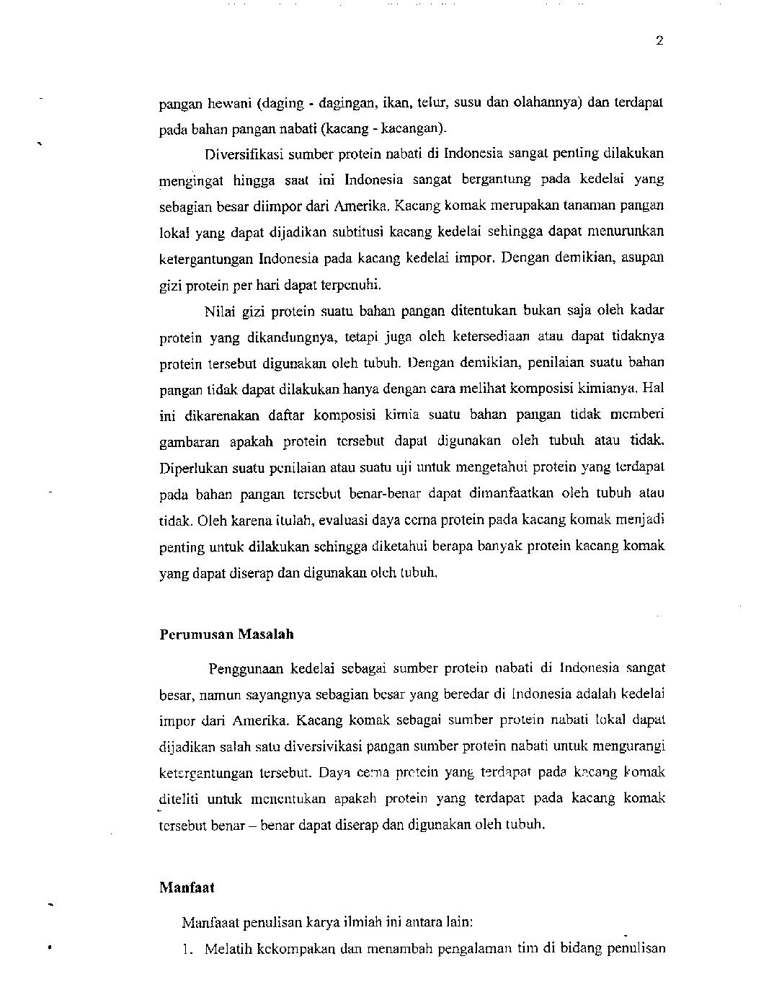 2
pangan hewani (daging - dagingan, ikan, telur, susu dan olahannya) dan terdapat
pada bahan pangan nabati (kacang - kacangan).
Diversifikasi sumber protein nabati di Indonesia sangat penting dilakukan
mengingat hingga saat ini Indonesia sangat bergantung pada kedelai yang
sebagian besar diimpor dari Amerika. Kacang komak merupakan tanaman pangan
lokal yang dapat dijadikan subtitusi kacang kedelai sehingga dapat menurunkan
ketergantungan Indonesia pada kacang kedelai impor. Dengan demikian, asupan
gizi protein per hari dapat terpenuhi.
Nilai gizi protein suatu bahan pangan ditentukan bukan saja oleh kadar
protein yang dikandungnya, tetapi juga oleh ketersediaan atau dapat tidaknya
protein tersebut digunakan oleh tubuh. Dengan demikian, penilaian suatu bahan
pangan tidak dapat dilakukan hanya dengan cara melihat komposisi kimianya. Hal
ini dikarenakan daftar komposisi kimia suatu bahan pangan tidak memberi
gambaran apakah protein tersebut dapat digunakan oleh tubuh atau tidak.
Diperlukan suatu penilaian atau suatu uji untuk mengetahui protein yang terdapat
pada bahan pangan tersebut benar-benar dapat dimanfaatkan oleh tubuh atau
tidak. Oleh karena itulah, evaluasi daya cerna protein pada kacang komak menjadi
penting untuk dilakukan sehingga diketahui berapa banyak protein kacang komak
yang dapat diserap dan digunakan oleh tubuh.
Perumusan Masalah
Penggunaan kedelai sebagai sumber protein nabati di Indonesia sangat
besar, namun sayangnya sebagian besar yang beredar di Indonesia adalah kedelai
impor dari Amerika. Kacang komak sebagai sumber protein nabati lokal dapat
dijadikan salah satu diversivikasi pangan sumber protein nabati untuk mengurangi
ketergantungan tersebut. Daya cerna protein yang terdapat pada kacang komak
diteliti untuk menentukan apakah protein yang terdapat pada kacang komak
tersebut benar – benar dapat diserap dan digunakan oleh tubuh.
Manfaat
Manfaaat penulisan karya ilmiah ini antara lain:
1. Melatih kekompakan dan menambah pengalaman tim di bidang penulisan